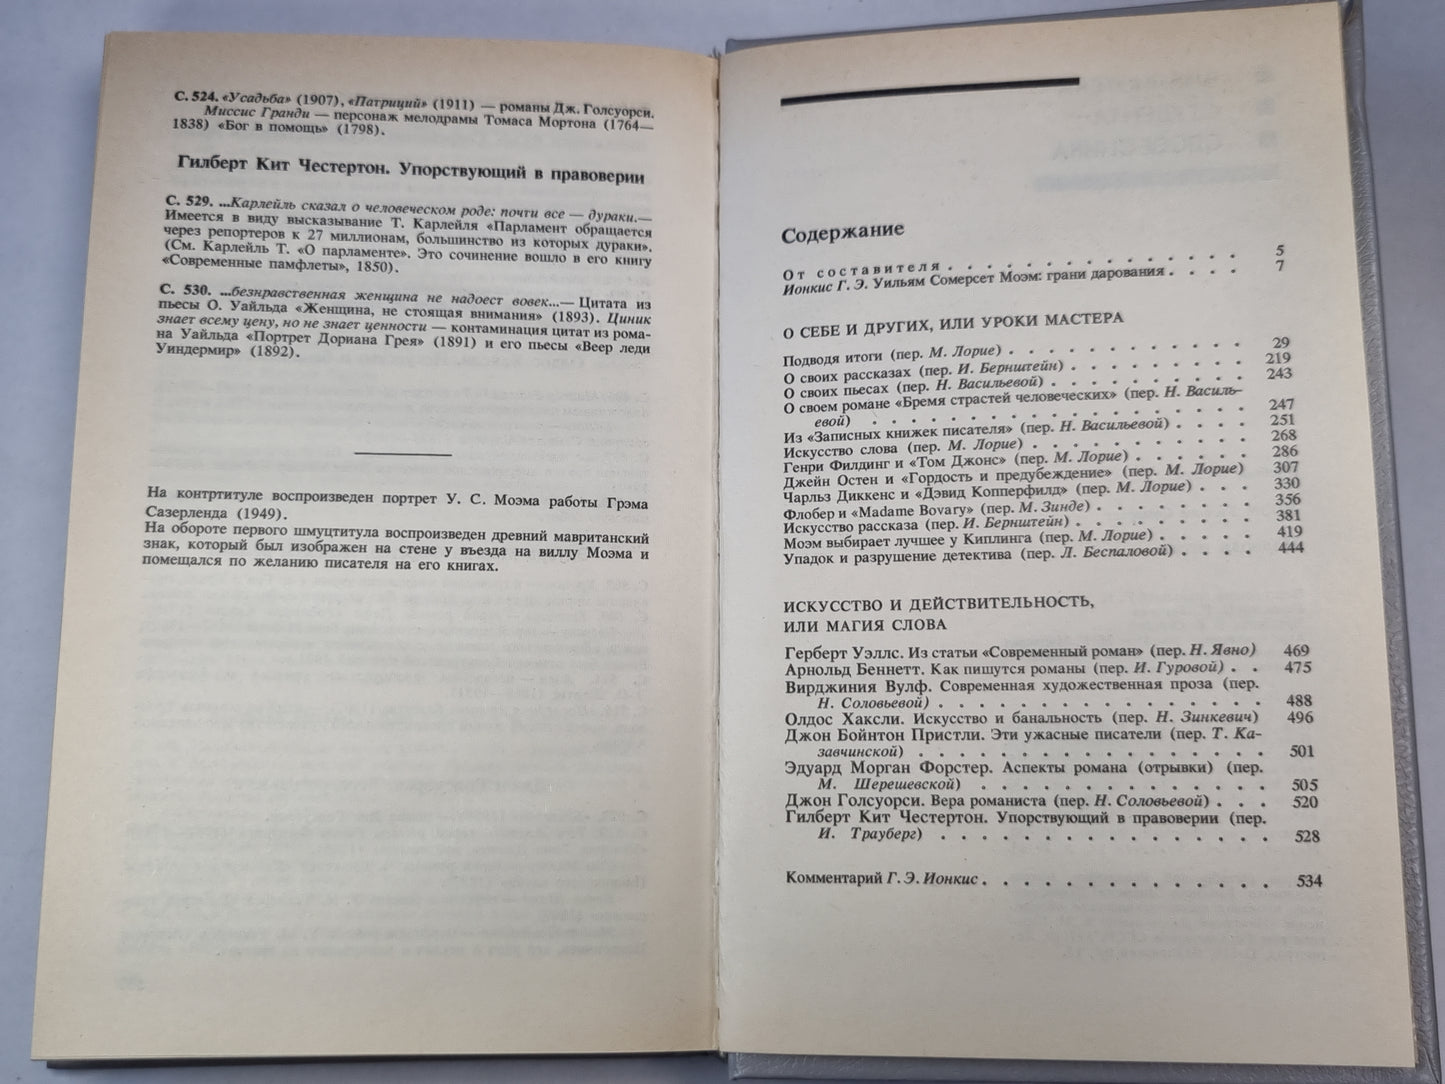 С. 524. «Усадьба» (1907), «Патриций» (1911) — романы Дж. Голсуорси.
Миссис Гранди — персонаж мелодрамы Томаса Мортона (1764—
1838) «Бог в помощь» (1798).
Гилберт Кит Честертон. Упорствующий в правоверии
С. 529. ...Карлейль сказал о человеческом роде: почти все — дураки.—
Имеется в виду высказывание Т. Карлейля «Парламент обращается
через репортеров к 27 миллионам, большинство из которых дураки».
(См. Карлейль Т. «О парламенте». Это сочинение вошло в его книгу
«Современные памфлеты», 1850).
С. 530. ...безнравственная женщина не надоест вовек...— Цитата из
пьесы О. Уайльда «Женщина, не стоящая внимания» (1893). Циник
знает всему цену, но не знает ценности — контаминация цитат из рома-
на Уайльда «Портрет Дориана Грея» (1891) и его пьесы «Веер леди
Уиндермир» (1892).
На контртитуле воспроизведен портрет У. С. Моэма работы Грэма
Сазерленда (1949).
На обороте первого шмуцтитула воспроизведен древний мавританский
знак, который был изображен на стене у въезда на виллу Моэма и
помещался по желанию писателя на его книгах.
Содержание
От составителя . . . . . . . . . . . . . . . 5
Ионкис Г. Э. Уильям Сомерсет Моэм: грани дарования . . . . 7
О СЕБЕ И ДРУГИХ, ИЛИ УРОКИ МАСТЕРА
Подводя итоги (пер. М. Лорие) . . . . . . . . . . . 29
О своих рассказах (пер. И. Бернштейн) . . . . . . . . 219
О своих пьесах (пер. Н. Васильевой) . . . . . . . . . 243
О своем романе «Бремя страстей человеческих» (пер. Н. Василь-
евой) . . . . . . . . . . . . . . . . . 247
Из «Записных книжек писателя» (пер. Н. Васильевой) . . . . 251
Искусство слова (пер. М. Лорие) . . . . . . . . . . 268
Генри Филдинг и «Том Джонс» (пер. М. Лорие) . . . . . . 286
Джейн Остен и «Гордость и предубеждение» (пер. М. Лорие) 307
Чарльз Диккенс и «Дэвид Копперфилд» (пер. М. Лорие) . . . 330
Флобер и «Madame Bovary» (пер. М. Зинде) . . . . . . . 356
Искусство рассказа (пер. И. Бернштейн) . . . . . . . . 381
Моэм выбирает лучшее у Киплинга (пер. М. Лорие) . . . . . 419
Упадок и разрушение детектива (пер. Л. Беспаловой) . . . . 444
ИСКУССТВО И ДЕЙСТВИТЕЛЬНОСТЬ,
ИЛИ МАГИЯ СЛОВА
Герберт Уэллс. Из статьи «Современный роман» (пер. Н. Явно) 469
Арнольд Беннетт. Как пишутся романы (пер. И. Гуровой) . . 475
Вирджиния Вулф. Современная художественная проза (пер.
Н. Соловьевой) . . . . . . . . . . . . . . 488
Олдос Хаксли. Искусство и банальность (пер. Н. Зинкевич) 496
Джон Бойнтон Пристли. Эти ужасные писатели (пер. Т. Ка-
завчинской) . . . . . . . . . . . . . . . 501
Эдуард Морган Форстер. Аспекты романа (отрывки) (пер.
М. Шерешевской) . . . . . . . . . . . . . 505
Джон Голсуорси. Вера романиста (пер. Н. Соловьевой) . . . 520
Гилберт Кит Честертон. Упорствующий в правоверии (пер.
И. Трауберг) . . . . . . . . . . . . . . . 528
Комментарий Г. Э. Ионкис . . . . . . . . . . . . . 534